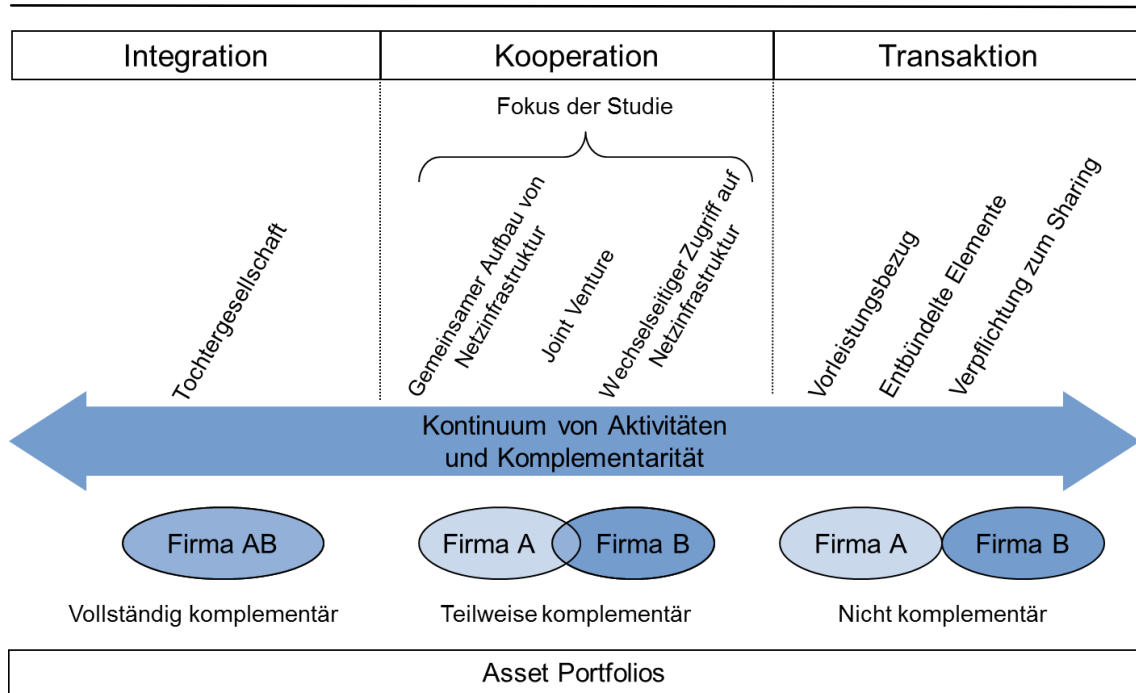 Integration
Kooperation
Transaktion
Fokus der Studie
Tochtergesellschaft
Gemeinsamer Aufbau von
Netzinfrastruktur
Joint Venture
Wechselseitiger Zugriff auf
Netzinfrastruktur
Vorleistungsbezug
Entbündelte Elemente
Verpflichtung zum Sharing
Kontinuum von Aktivitäten
und Komplementarität
Firma AB
Firma A
Firma B
Firma A
Firma B
Vollständig komplementär
Teilweise komplementär
Nicht komplementär
Asset Portfolios